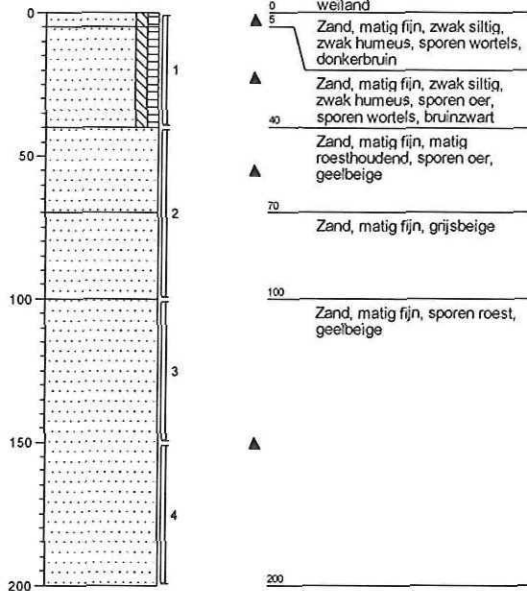 0
50
100
150
200
1
2
3
4
0
weiland
5
Zand, matig fijn, zwak siltig,
zwak humeus, sporen wortels,
donkerbruin
Zand, matig fijn, zwak siltig,
zwak humeus, sporen oer,
sporen wortels, bruinzwart
40
Zand, matig fijn, matig
roesthoudend, sporen oer,
geelbeige
70
Zand, matig fijn, grijsbeige
100
Zand, matig fijn, sporen roest,
geelbeige
200